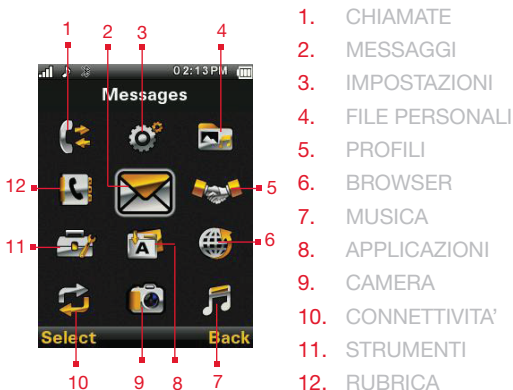 1 2 3 4
02:13PM
Messages
12 5
11 6
A
Select Back
10 9 8 7
1. CHIAMATE
2. MESSAGGI
3. IMPOSTAZIONI
4. FILE PERSONALI
5. PROFILI
6. BROWSER
7. MUSICA
8. APPLICAZIONI
9. CAMERA
10. CONNETTIVITA'
11. STRUMENTI
12. RUBRICA